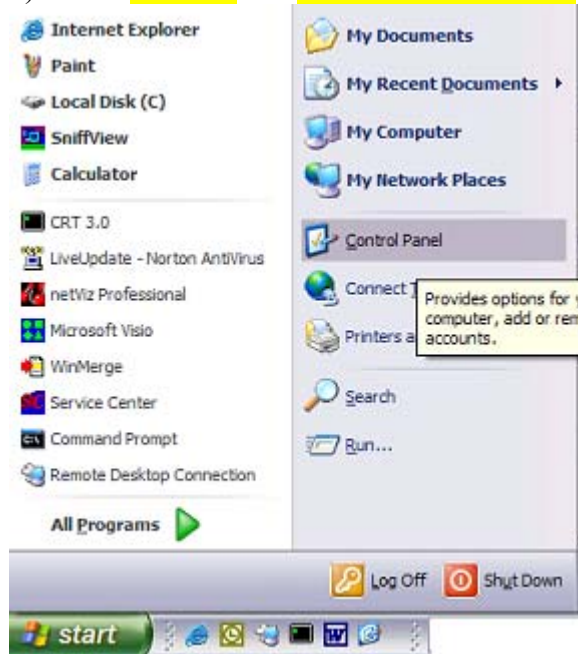 Internet Explorer
Paint
Local Disk (C)
SniffView
Calculator
CRT 3.0
LiveUpdate - Norton AntiVirus
netViz Professional
Microsoft Visio
WinMerge
Service Center
Command Prompt
Remote Desktop Connection
All Programs
My Documents
My Recent Documents
My Computer
My Network Places
Control Panel
Connect
Provides options for
computer, add or rem
accounts.
Printers a
Search
Run...
Log Off
Shut Down
start